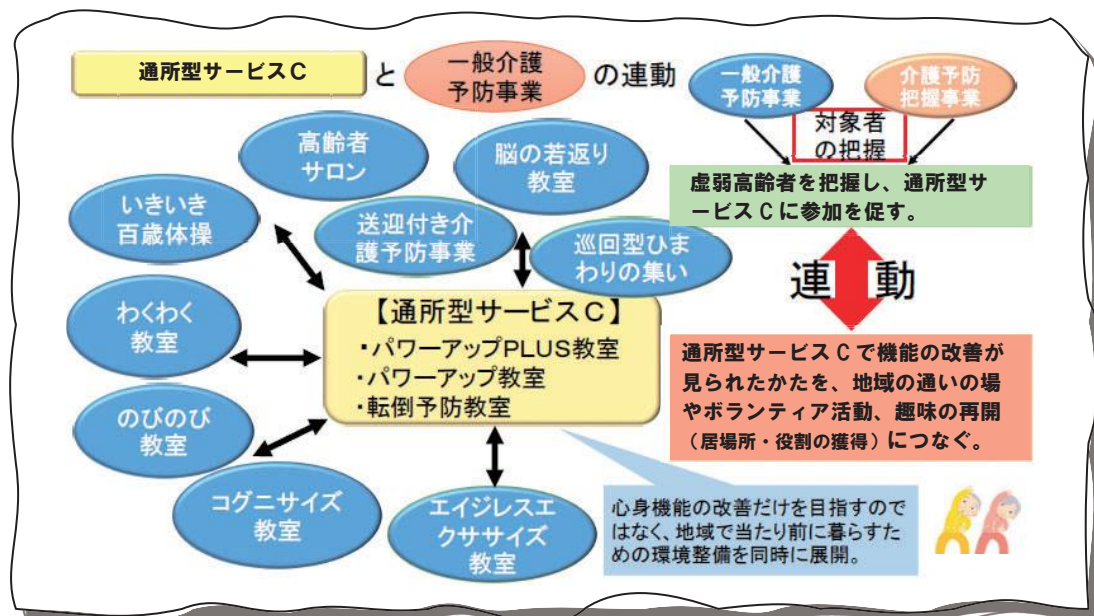 通所型サービスC と 一般介護 の連動
予防事業
一般介護
予防事業
介護予防
把握事業
対象者
の把握
虚弱高齢者を把握し、通所型サ
ービスCに参加を促す。
連動
通所型サービスCで機能の改善が
見られたかたを、地域の通いの場
やボランティア活動、趣味の再開
(居場所・役割の獲得)につなぐ。
高齢者
サロン
脳の若返り
教室
いきいき
百歳体操
送迎付き介
護予防事業
巡回型ひま
わりの集い
わくわく
教室
【通所型サービスC】
・パワーアップPLUS教室
・パワーアップ教室
・転倒予防教室
のびのび
教室
コグニサイズ
教室
エイジレスエ
クササイズ
教室
心身機能の改善だけを目指すので
はなく、地域で当たり前に暮らすた
めの環境整備を同時に展開。